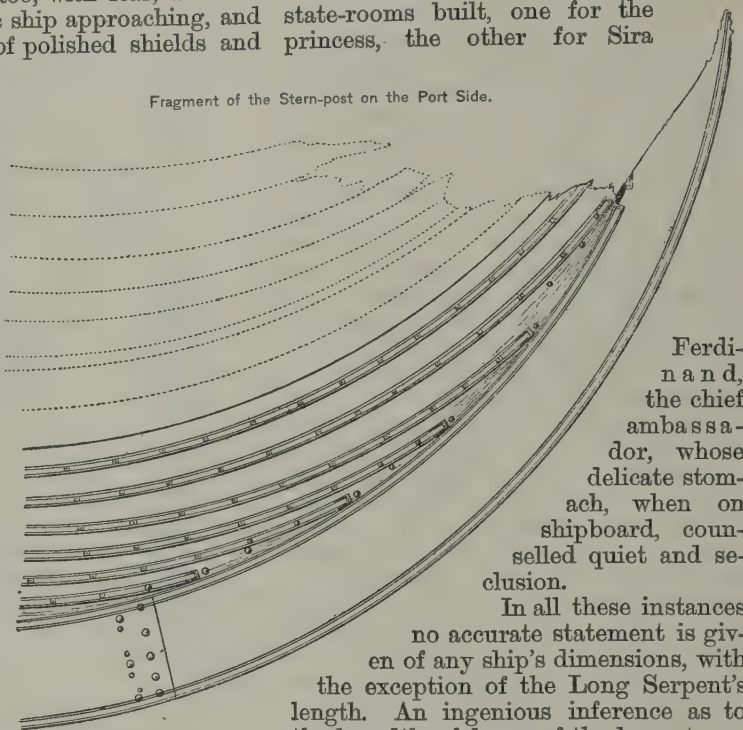 ship approaching, and
of polished shields and
state-rooms built, one for the
princess, the other for Sira
Fragment of the Stern-post on the Port Side.
Ferdi-
nand,
the chief
ambassa-
dor, whose
delicate stom-
ach, when on
shipboard, coun-
selled quiet and se-
clusion.
In all these instances
no accurate statement is giv-
en of any ship's dimensions, with
the exception of the Long Serpent's
length. An ingenious inference as to